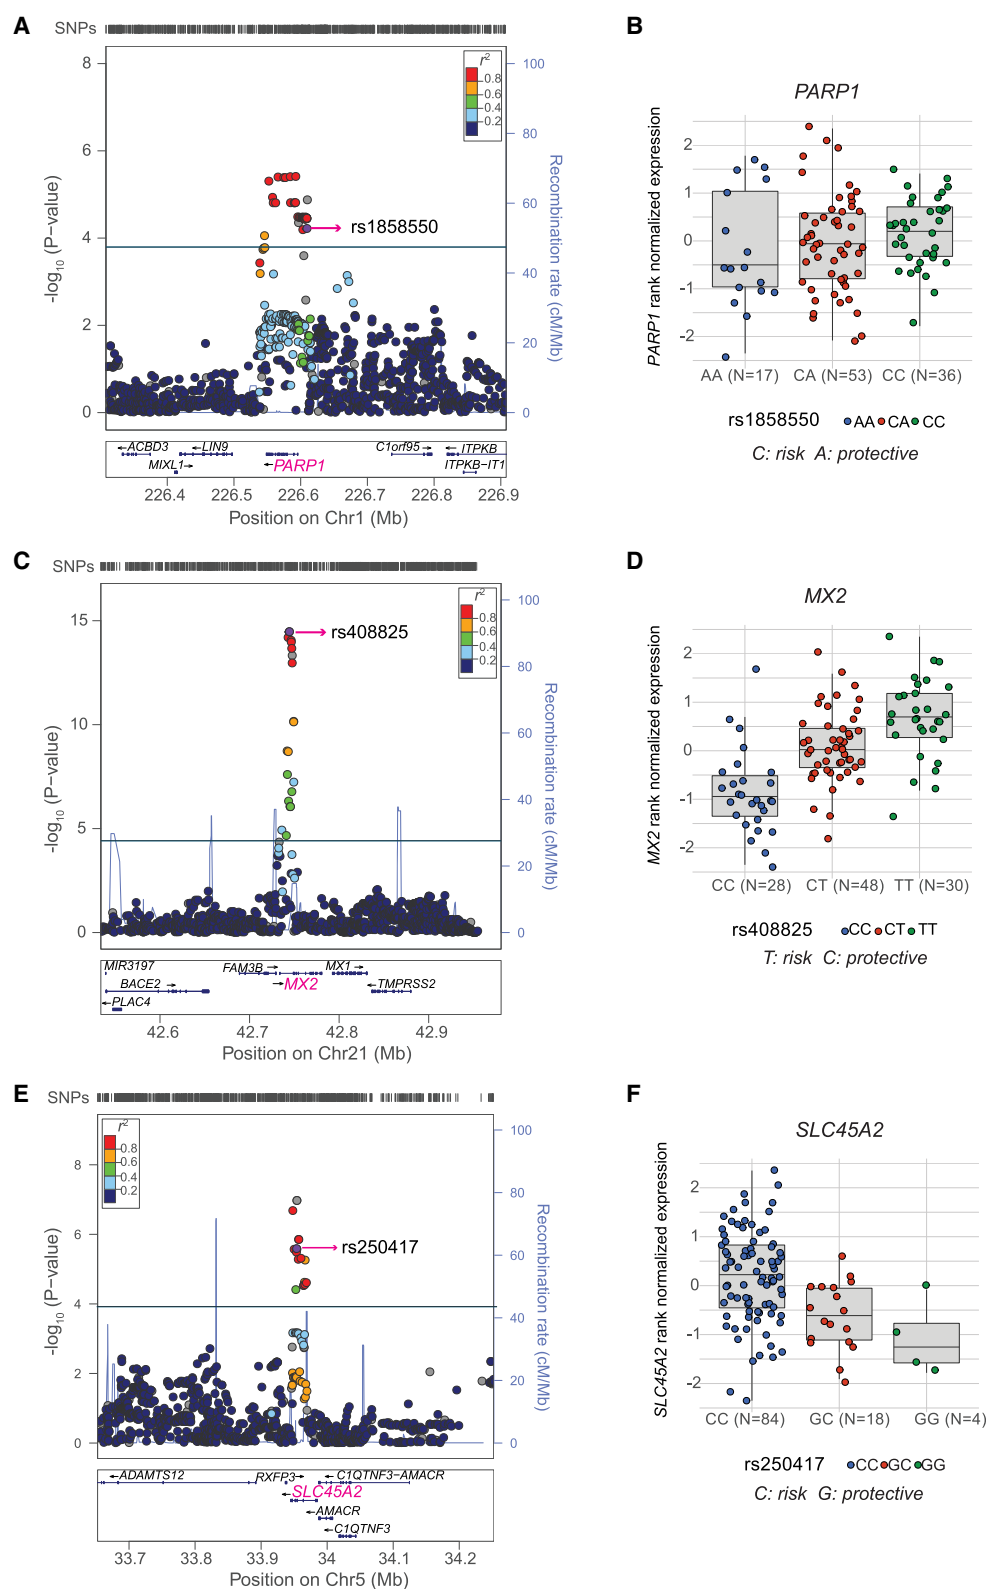 A
SNPs
8
6
4
2
0
-log10 (P−value)
r2
0.8
0.6
0.4
0.2
100
80
60
40
20
0
Recombination rate (cM/Mb)
rs1858550
ACBD3
LIN9
C1orf95
ITPKB
MIXL1
PARP1
ITPKB−IT1
226.4 226.5 226.6 226.7 226.8 226.9
Position on Chr1 (Mb)
B
PARP1
PARP1 rank normalized expression
2
1
0
-1
-2
AA (N=17) CA (N=53) CC (N=36)
rs1858550 AA CA CC
C: risk A: protective
C
SNPs
15
10
5
0
-log10 (P−value)
r2
0.8
0.6
0.4
0.2
100
80
60
40
20
0
Recombination rate (cM/Mb)
rs408825
MIR3197
FAM3B
MX1
BACE2
MX2
TMPRSS2
PLAC4
42.6 42.7 42.8 42.9
Position on Chr21 (Mb)
D
MX2
MX2 rank normalized expression
2
1
0
-1
-2
CC (N=28) CT (N=48) TT (N=30)
rs408825 CC CT TT
T: risk C: protective
E
SNPs
8
6
4
2
0
-log10 (P−value)
r2
0.8
0.6
0.4
0.2
100
80
60
40
20
0
Recombination rate (cM/Mb)
rs250417
ADAMTS12
RXFP3
C1QTNF3−AMACR
SLC45A2
AMACR
C1QTNF3
33.7 33.8 33.9 34 34.1 34.2
Position on Chr5 (Mb)
F
SLC45A2
SLC45A2 rank normalized expression
2
1
0
-1
-2
CC (N=84) GC (N=18) GG (N=4)
rs250417 CC GC GG
C: risk G: protective